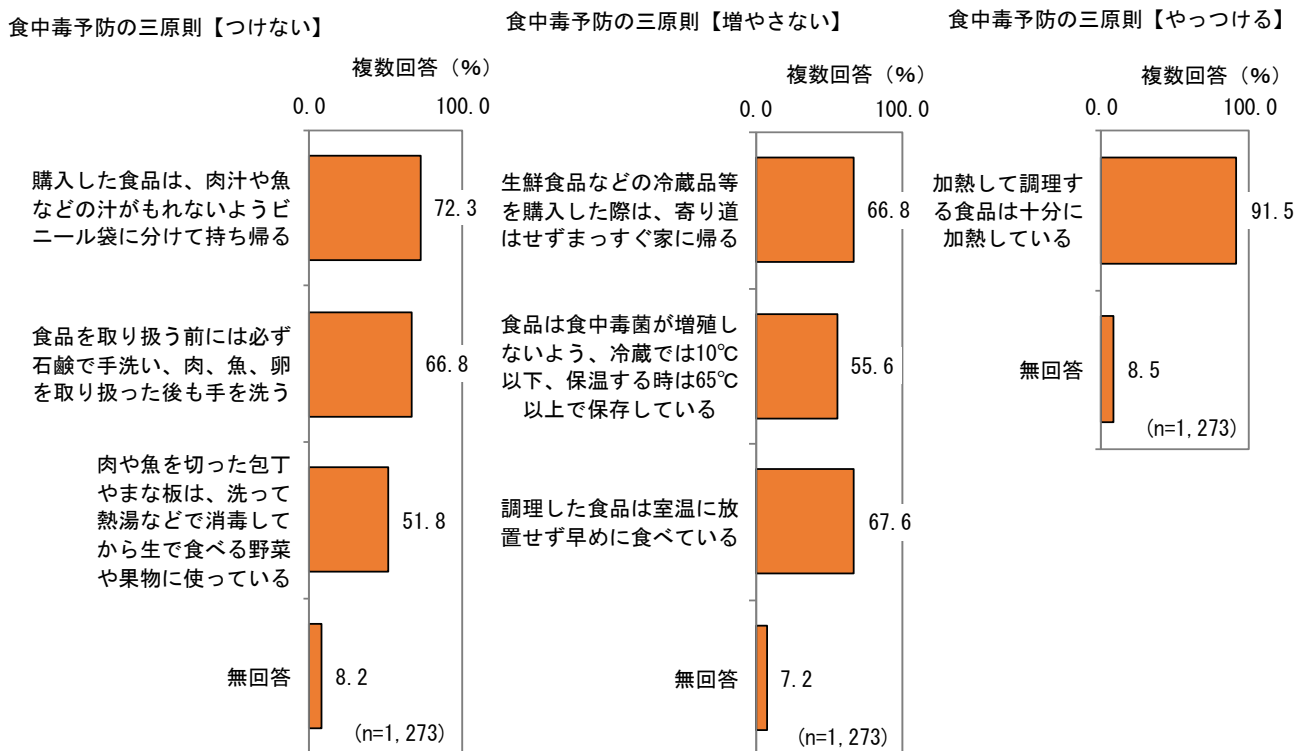 食中毒予防の三原則【つけない】
複数回答（%）
0.0 100.0
購入した食品は、肉汁や魚
などの汁がもれないようビ
ニール袋に分けて持ち帰る
72.3
食品を取り扱う前には必ず
石鹸で手洗い、肉、魚、卵
を取り扱った後も手を洗う
66.8
肉や魚を切った包丁
やまな板は、洗って
熱湯などで消毒して
から生で食べる野菜
や果物に使っている
51.8
無回答
8.2
(n=1,273)
食中毒予防の三原則【増やさない】
複数回答（%）
0.0 100.0
生鮮食品などの冷蔵品等
を購入した際は、寄り道
はせずまっすぐ家に帰る
66.8
食品は食中毒菌が増殖し
ないよう、冷蔵では10℃
以下、保温する時は65℃
以上で保存している
55.6
調理した食品は室温に放
置せず早めに食べている
67.6
無回答
7.2
(n=1,273)
食中毒予防の三原則【やっつける】
複数回答（%）
0.0 100.0
加熱して調理す
る食品は十分に
加熱している
91.5
無回答
8.5
(n=1,273)